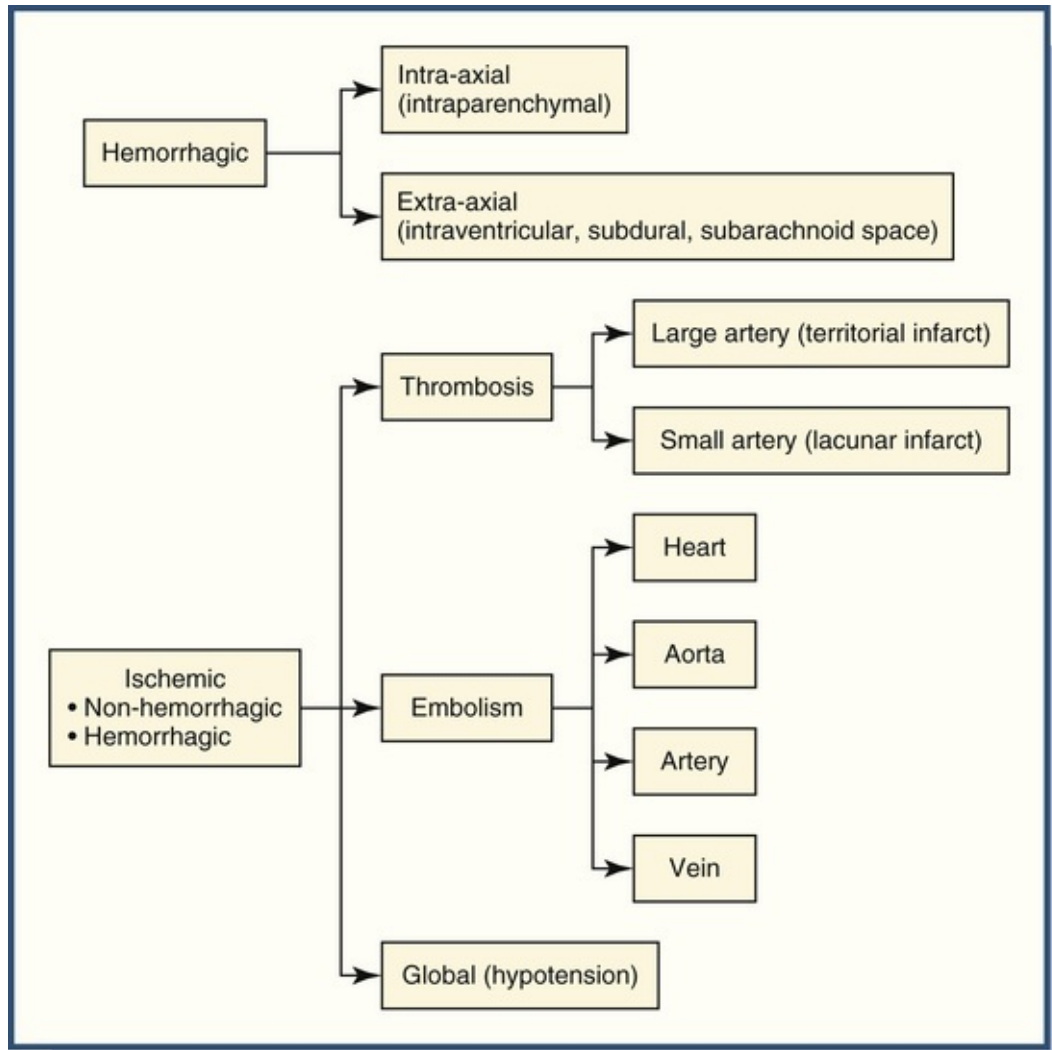 Intra-axial
(intraparenchymal)
Hemorrhagic
Extra-axial
(intraventricular, subdural, subarachnoid space)
Large artery (territorial infarct)
Thrombosis
Small artery (lacunar infarct)
Heart
Aorta
Ischemic
• Non-hemorrhagic
• Hemorrhagic
Embolism
Artery
Vein
Global (hypotension)